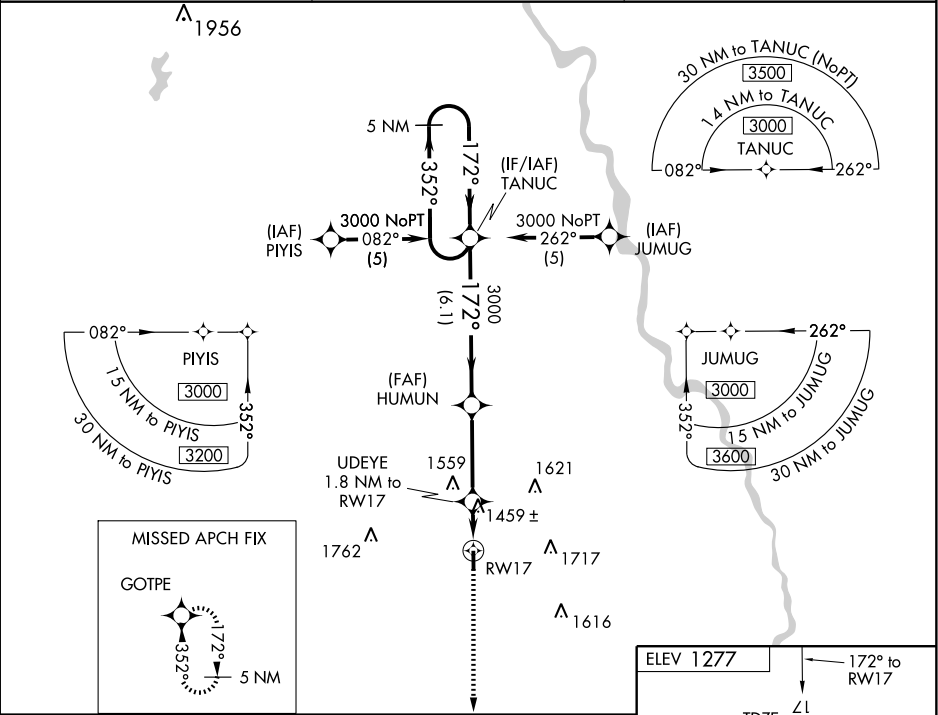 1956
30 NM to TANUC (NoPT)
3500
14 NM to TANUC
3000
TANUC
082°
262°
5 NM
352°
172°
(IF/IAF)
TANUC
(IAF)
PIYIS
3000 NoPT
082°
(5)
3000 NoPT
262°
(5)
(IAF)
JUMUG
3000
172°
(6.1)
082°
PIYIS
3000
15 NM to PIYIS
352°
3200
30 NM to PIYIS
262°
JUMUG
3000
15 NM to JUMUG
352°
3600
30 NM to JUMUG
(FAF)
HUMUN
UDEYE
1.8 NM to
RW17
1559
1621
1459 ±
1762
RW17
1717
1616
MISSED APCH FIX
GOTPE
352°
172°
5 NM
ELEV 1277
172° to
RW17
17